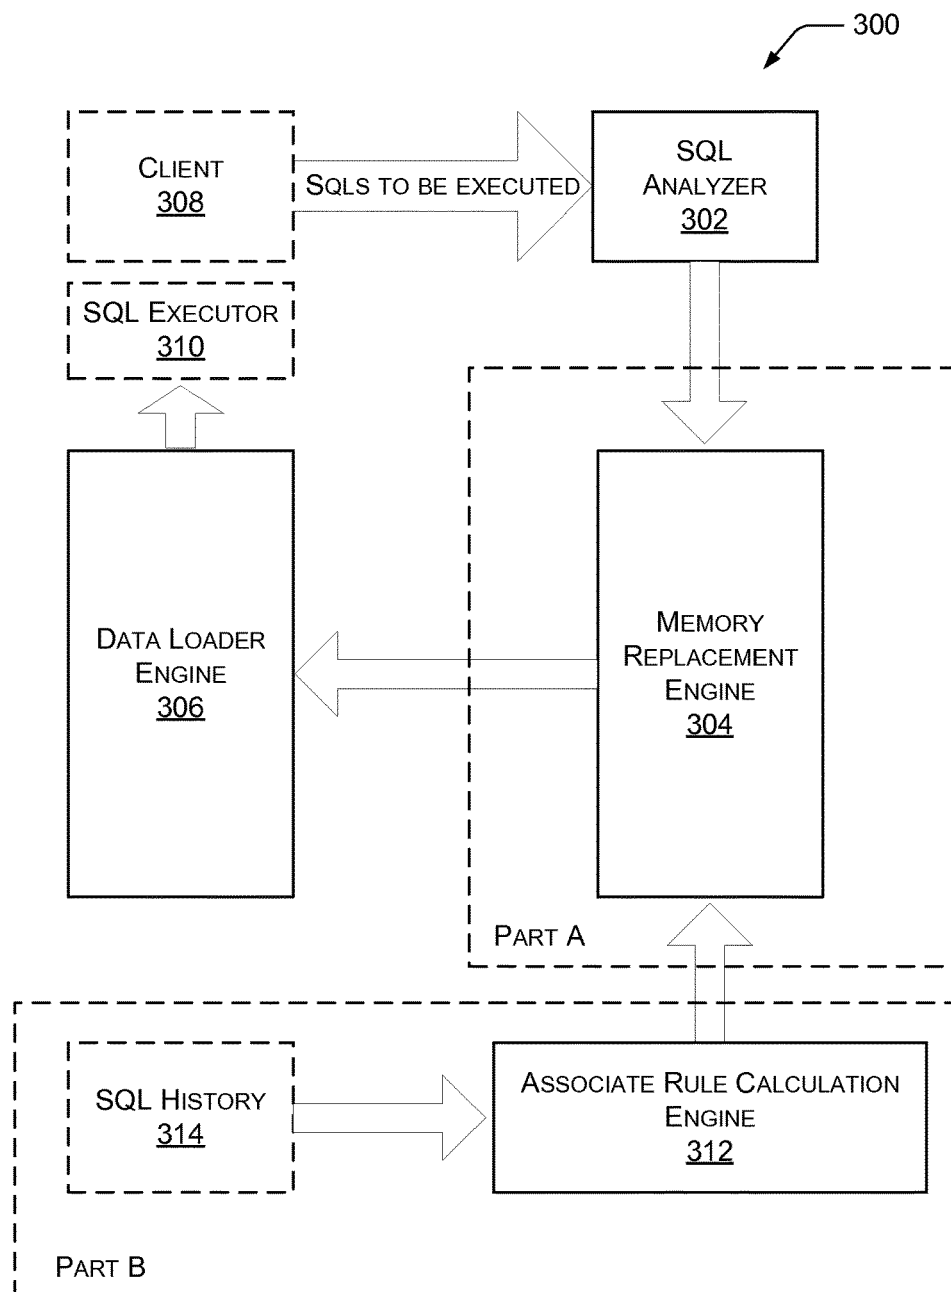 300
CLIENT
308
SQLS TO BE EXECUTED
SQL
ANALYZER
302
SQL EXECUTOR
310
DATA LOADER
ENGINE
306
MEMORY
REPLACEMENT
ENGINE
304
PART A
SQL HISTORY
314
ASSOCIATE RULE CALCULATION
ENGINE
312
PART B